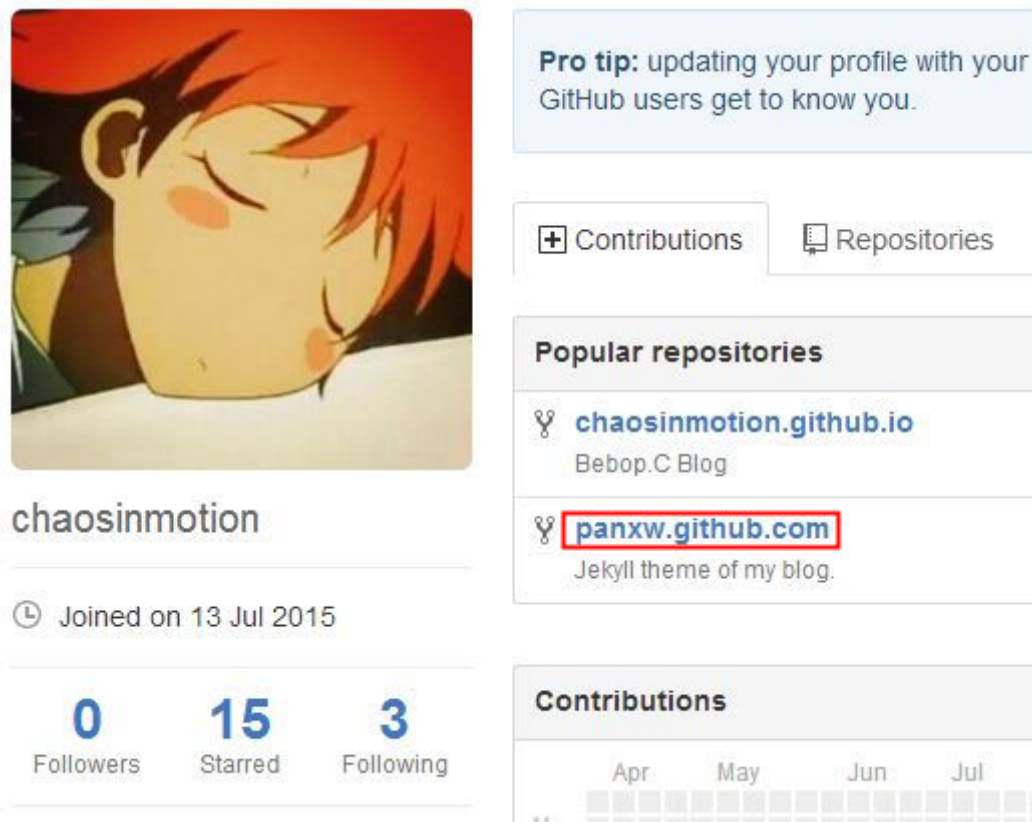 Pro tip: updating your profile with your
GitHub users get to know you.
Contributions
Repositories
Popular repositories
chaosinmotion.github.io
Bebop.C Blog
panxw.github.com
Jekyll theme of my blog.
chaosinmotion
Joined on 13 Jul 2015
0 15 3
Followers Starred Following
Contributions
Apr May Jun Jul